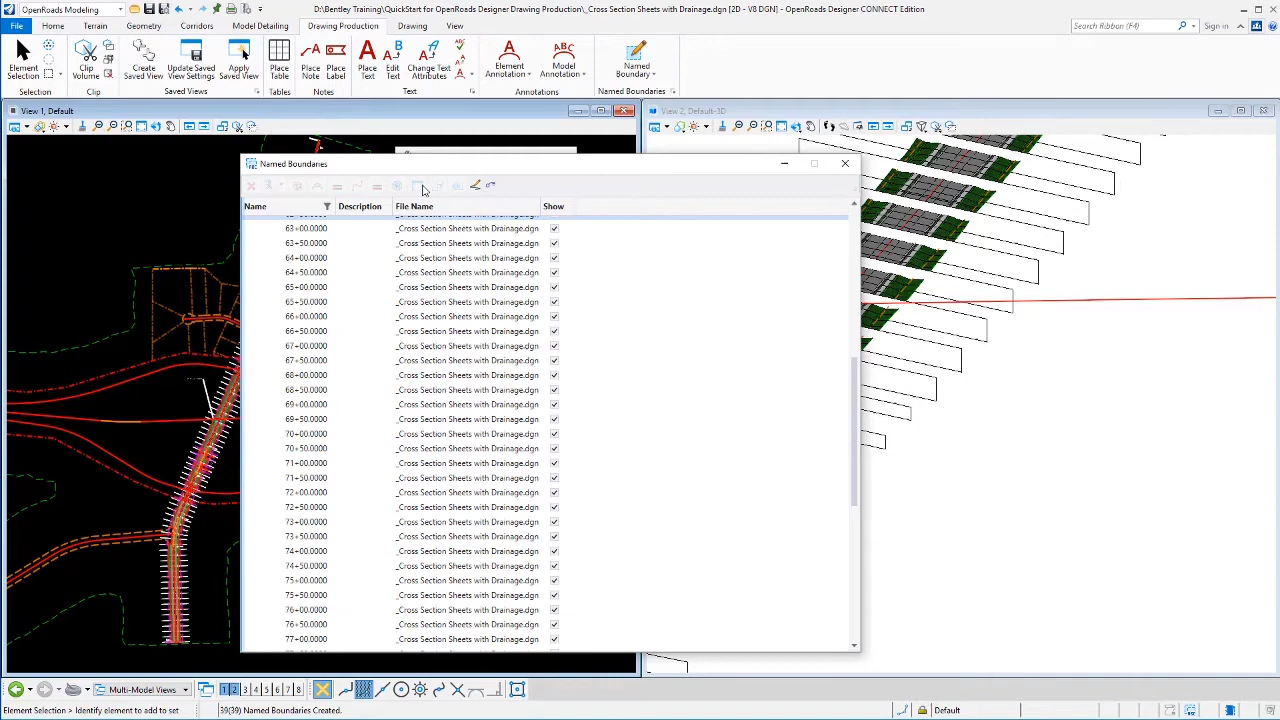 OpenRoads Modeling
D:\Bentley Training\QuickStart for OpenRoads Designer Drawing Production\_Cross Section Sheets with Drainage.dgn [2D - V8 DGN] - OpenRoads Designer CONNECT Edition
File Home Terrain Geometry Corridors Model Detailing Drawing Production Drawing View
Search Ribbon (F4) Sign in
Element Selection
Clip Volume
Create Saved View
Update Saved View Settings
Apply Saved View
Place Table
Place Note
Place Label
Place Text
Edit Text
Change Text Attributes
Element Annotation
Model Annotation
Named Boundary
Selection Clip Saved Views Tables Notes Text Annotations Named Boundaries
View 1, Default
View 2, Default-3D
Named Boundaries
Name Description File Name Show
_Cross Section Sheets with Drainage.dgn
63+00.0000 _Cross Section Sheets with Drainage.dgn
63+50.0000 _Cross Section Sheets with Drainage.dgn
64+00.0000 _Cross Section Sheets with Drainage.dgn
64+50.0000 _Cross Section Sheets with Drainage.dgn
65+00.0000 _Cross Section Sheets with Drainage.dgn
65+50.0000 _Cross Section Sheets with Drainage.dgn
66+00.0000 _Cross Section Sheets with Drainage.dgn
66+50.0000 _Cross Section Sheets with Drainage.dgn
67+00.0000 _Cross Section Sheets with Drainage.dgn
67+50.0000 _Cross Section Sheets with Drainage.dgn
68+00.0000 _Cross Section Sheets with Drainage.dgn
68+50.0000 _Cross Section Sheets with Drainage.dgn
69+00.0000 _Cross Section Sheets with Drainage.dgn
69+50.0000 _Cross Section Sheets with Drainage.dgn
70+00.0000 _Cross Section Sheets with Drainage.dgn
70+50.0000 _Cross Section Sheets with Drainage.dgn
71+00.0000 _Cross Section Sheets with Drainage.dgn
71+50.0000 _Cross Section Sheets with Drainage.dgn
72+00.0000 _Cross Section Sheets with Drainage.dgn
72+50.0000 _Cross Section Sheets with Drainage.dgn
73+00.0000 _Cross Section Sheets with Drainage.dgn
73+50.0000 _Cross Section Sheets with Drainage.dgn
74+00.0000 _Cross Section Sheets with Drainage.dgn
74+50.0000 _Cross Section Sheets with Drainage.dgn
75+00.0000 _Cross Section Sheets with Drainage.dgn
75+50.0000 _Cross Section Sheets with Drainage.dgn
76+00.0000 _Cross Section Sheets with Drainage.dgn
76+50.0000 _Cross Section Sheets with Drainage.dgn
77+00.0000 _Cross Section Sheets with Drainage.dgn
Multi-Model Views 1 2 3 4 5 6 7 8
Element Selection > Identify element to add to set 39(39) Named Boundaries Created. Default